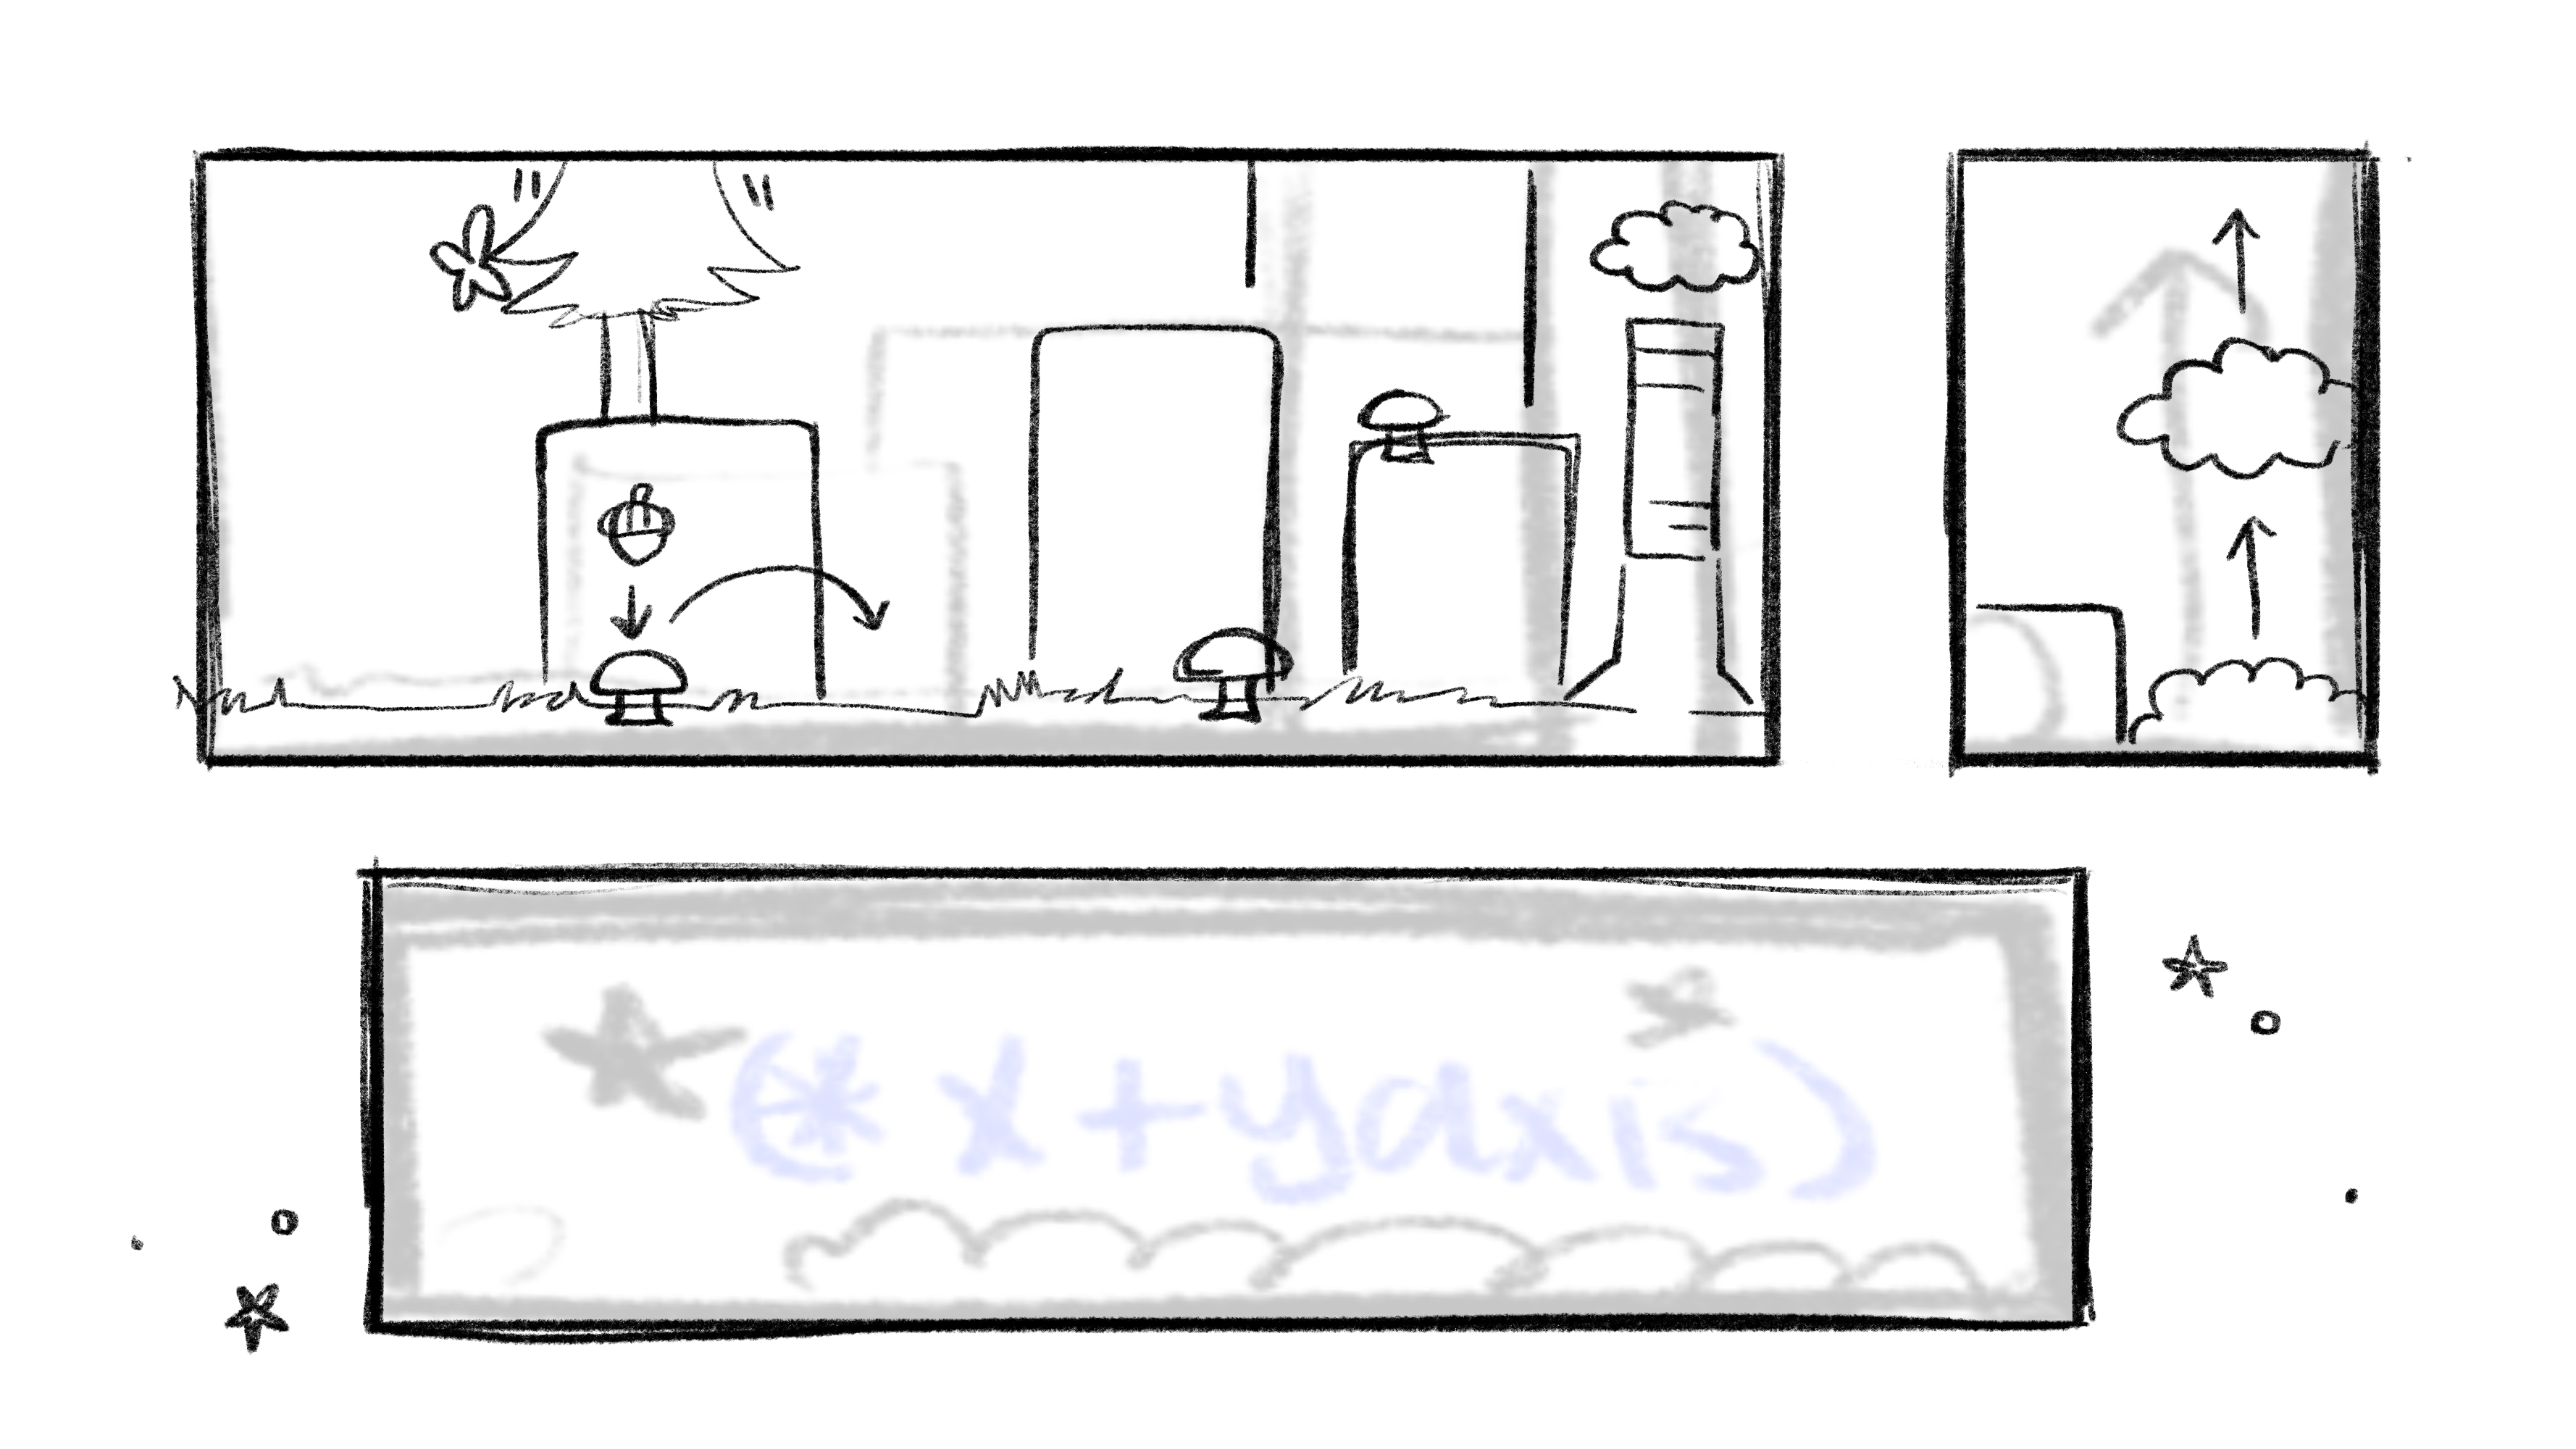 (* x + y axis)